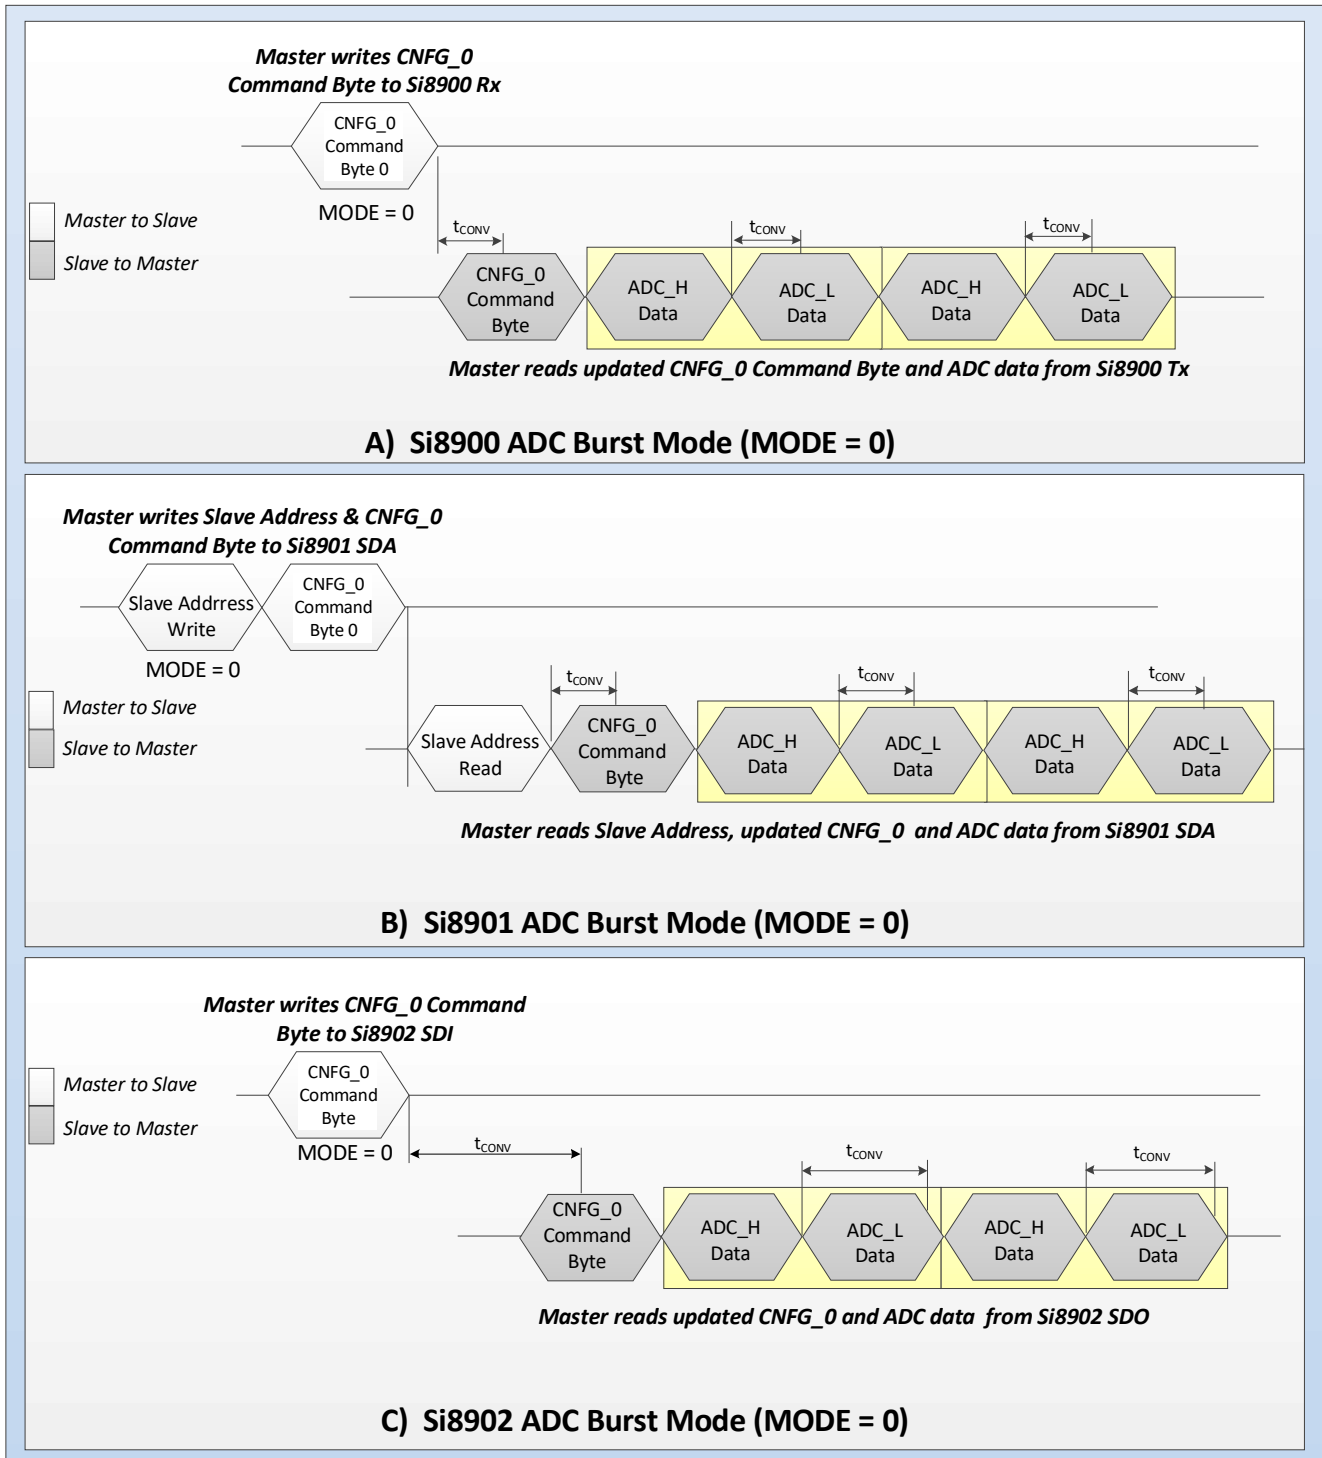 Master writes CNFG_0
Command Byte to Si8900 Rx
CNFG_0
Command
Byte 0
MODE = 0
Master to Slave
Slave to Master
tCONV
tCONV
tCONV
CNFG_0
Command
Byte
ADC_H
Data
ADC_L
Data
ADC_H
Data
ADC_L
Data
Master reads updated CNFG_0 Command Byte and ADC data from Si8900 Tx
A) Si8900 ADC Burst Mode (MODE = 0)
Master writes Slave Address & CNFG_0
Command Byte to Si8901 SDA
Slave Adrress
Write
CNFG_0
Command
Byte 0
MODE = 0
Master to Slave
Slave to Master
tCONV
tCONV
tCONV
Slave Address
Read
CNFG_0
Command
Byte
ADC_H
Data
ADC_L
Data
ADC_H
Data
ADC_L
Data
Master reads Slave Address, updated CNFG_0 and ADC data from Si8901 SDA
B) Si8901 ADC Burst Mode (MODE = 0)
Master writes CNFG_0 Command
Byte to Si8902 SDI
CNFG_0
Command
Byte
Master to Slave
Slave to Master
MODE = 0
tCONV
tCONV
tCONV
CNFG_0
Command
Byte
ADC_H
Data
ADC_L
Data
ADC_H
Data
ADC_L
Data
Master reads updated CNFG_0 and ADC data from Si8902 SDO
C) Si8902 ADC Burst Mode (MODE = 0)